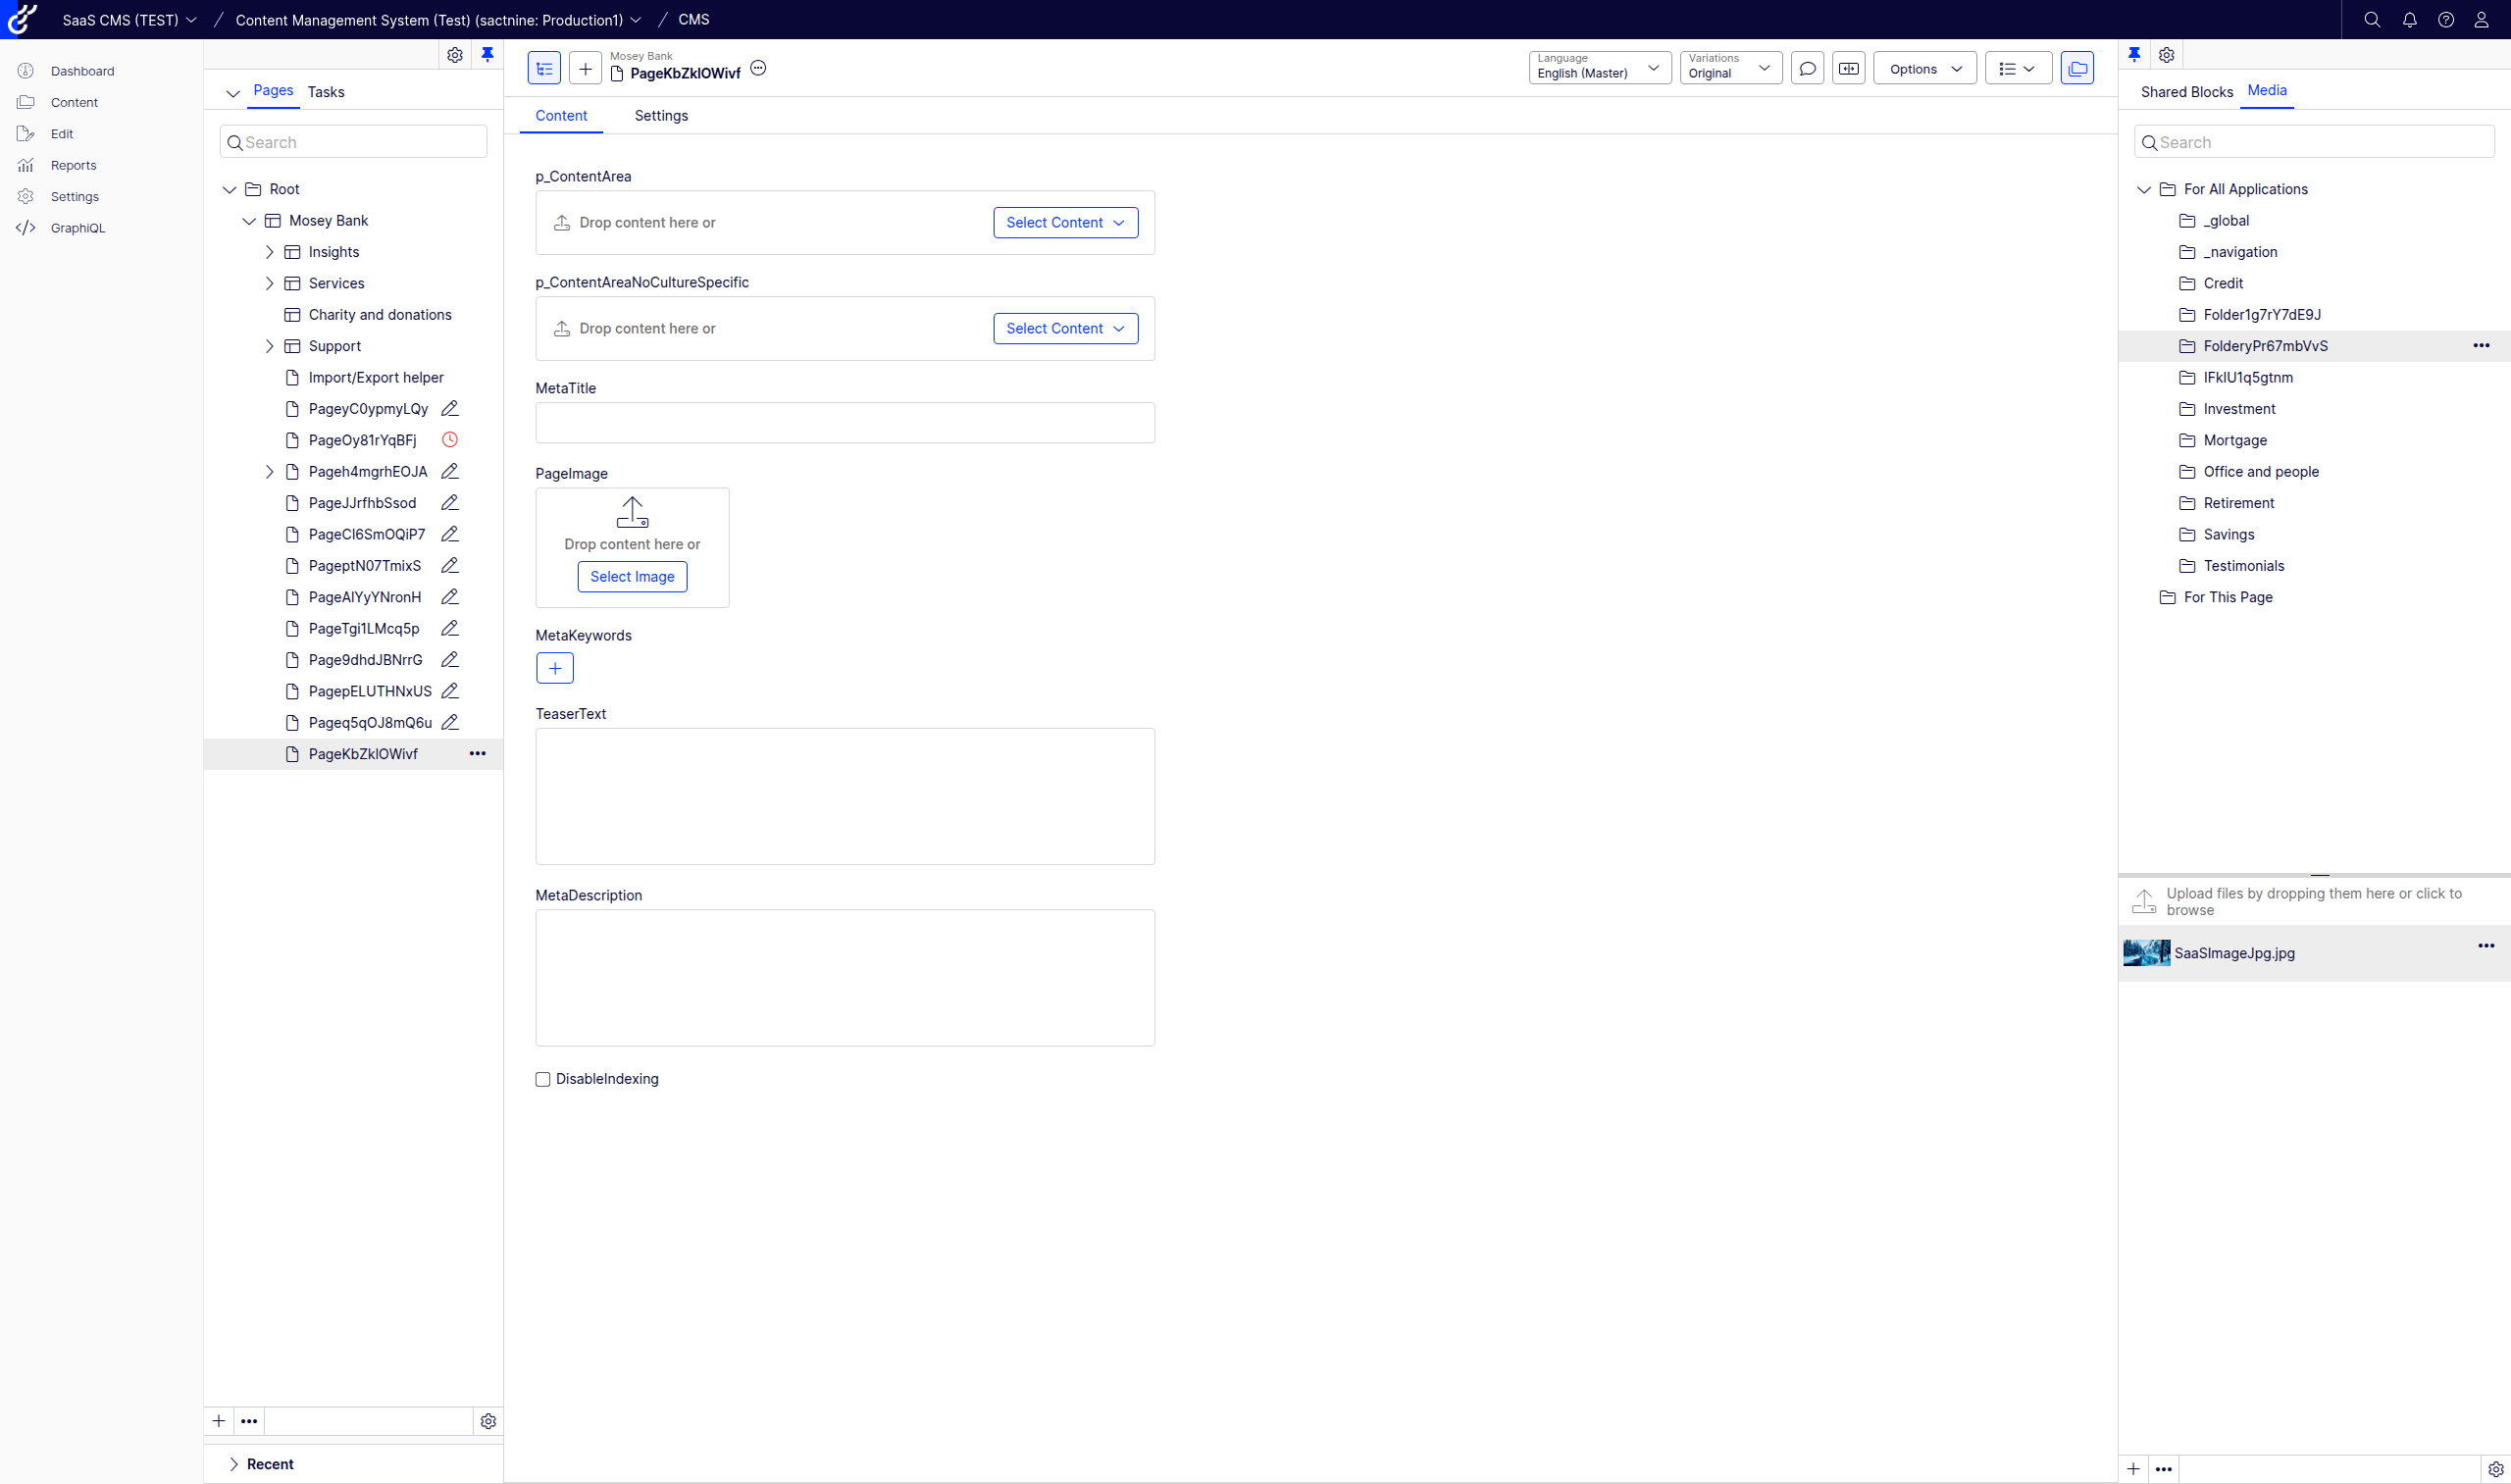 SaaS CMS (TEST) / Content Management System (Test) (sactnine: Production1) / CMS
Dashboard
Content
Edit
Reports
Settings
GraphiQL
Pages
Tasks
Search
Root
Mosey Bank
Insights
Services
Charity and donations
Support
Import/Export helper
PageyC0ypmyLQy
PageOy81rYqBFj
Pageh4mgrhEOJA
PageJJrfhbSsod
PageCl6SmOQiP7
PageptN07TmixS
PageAlYyYNronH
PageTgi1LMcq5p
Page9dhdJBNrrG
PagepELUTHNxUS
Pageq5qOJ8mQ6u
PageKbZklOWivf
Recent
Mosey Bank
PageKbZklOWivf
Language
English (Master)
Variations
Original
Options
Content
Settings
p_ContentArea
Drop content here or
Select Content
p_ContentAreaNoCultureSpecific
Drop content here or
Select Content
MetaTitle
PageImage
Drop content here or
Select Image
MetaKeywords
TeaserText
MetaDescription
DisableIndexing
Shared Blocks
Media
Search
For All Applications
_global
_navigation
Credit
Folder1g7rY7dE9J
FolderyPr67mbVvS
IFklU1q5gtnm
Investment
Mortgage
Office and people
Retirement
Savings
Testimonials
For This Page
Upload files by dropping them here or click to
browse
SaaSImageJpg.jpg